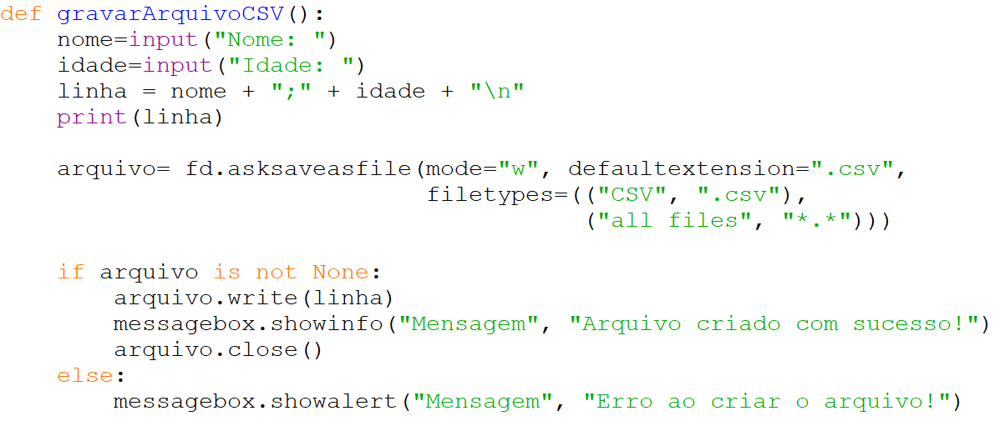 def gravarArquivoCSV():
    nome=input("Nome: ")
    idade=input("Idade: ")
    linha = nome + ";" + idade + "\n"
    print(linha)

    arquivo= fd.asksaveasfile(mode="w", defaultextension=".csv",
                              filetypes=(("CSV", ".csv"),
                                         ("all files", "*.*")))

    if arquivo is not None:
        arquivo.write(linha)
        messagebox.showinfo("Mensagem", "Arquivo criado com sucesso!")
        arquivo.close()
    else:
        messagebox.showalert("Mensagem", "Erro ao criar o arquivo!")